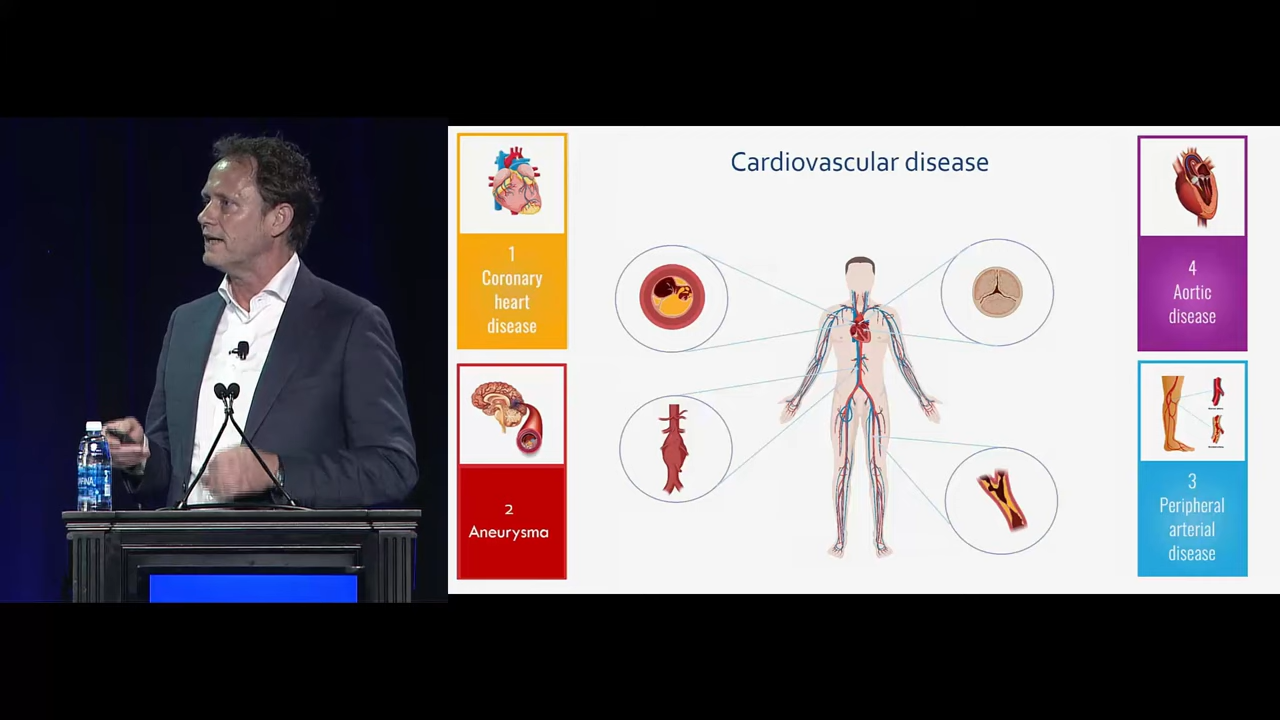 Cardiovascular disease
1
Coronary
heart
disease
2
Aneurysma
4
Aortic
disease
3
Peripheral
arterial
disease